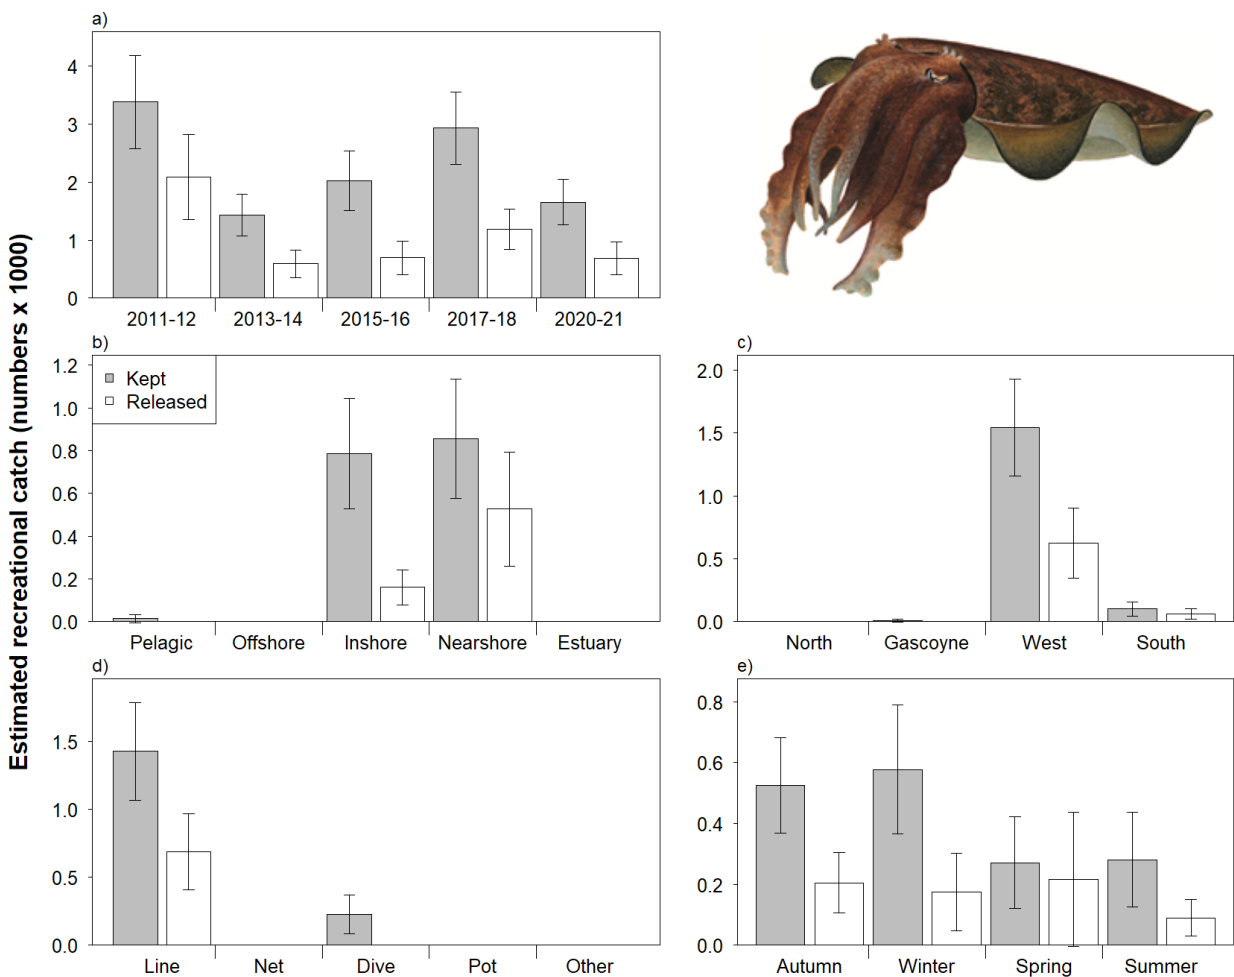 Estimated recreational catch (numbers x 1000)
a)
4
3
2
1
0
2011-12 2013-14 2015-16 2017-18 2020-21
b)
1.2
1.0
0.8
0.6
0.4
0.2
0.0
Kept
Released
Pelagic Offshore Inshore Nearshore Estuary
c)
2.0
1.5
1.0
0.5
0.0
North Gascoyne West South
d)
1.5
1.0
0.5
0.0
Line Net Dive Pot Other
e)
0.8
0.6
0.4
0.2
0.0
Autumn Winter Spring Summer